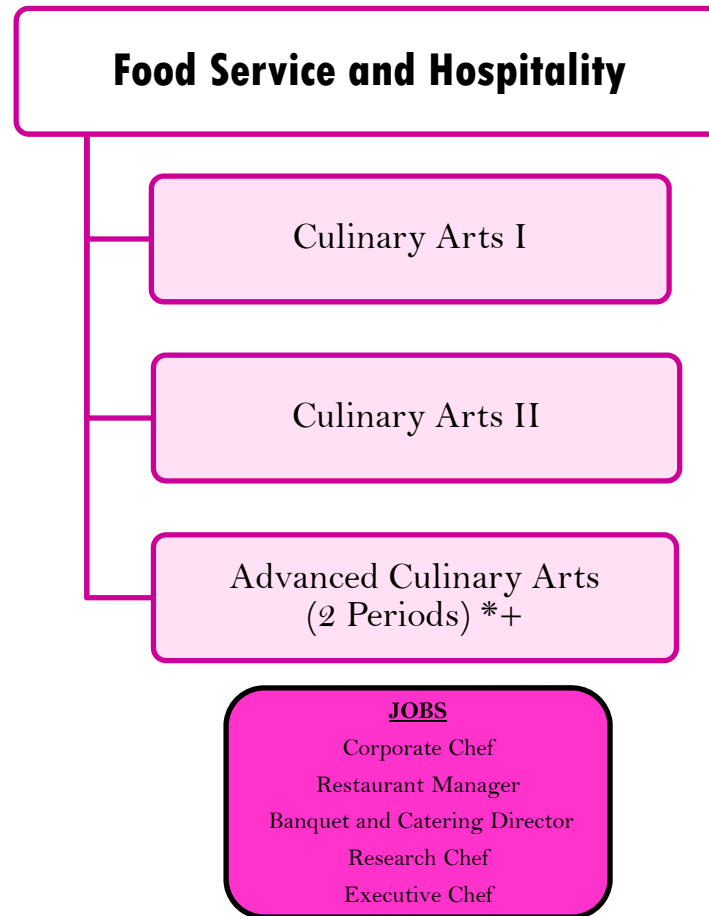 Food Service and Hospitality
Culinary Arts I
Culinary Arts II
Advanced Culinary Arts
(2 Periods) *+
JOBS
Corporate Chef
Restaurant Manager
Banquet and Catering Director
Research Chef
Executive Chef